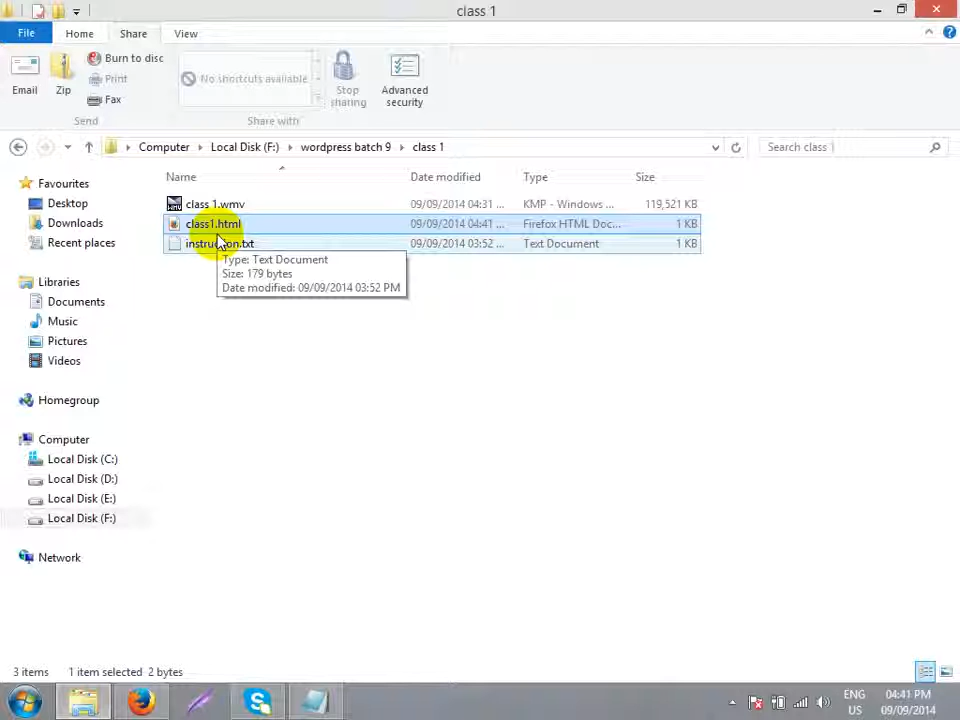 class 1
File Home Share View
Burn to disc
Print
Fax
Email Zip
No shortcuts available
Stop sharing
Advanced security
Send Share with
Computer Local Disk (F:) wordpress batch 9 class 1
Search class 1
Name Date modified Type Size
class 1.wmv 09/09/2014 04:31 ... KMP - Windows ... 119,521 KB
class1.html 09/09/2014 04:41 ... Firefox HTML Doc... 1 KB
instruction.txt 09/09/2014 03:52 ... Text Document 1 KB
Type: Text Document
Size: 179 bytes
Date modified: 09/09/2014 03:52 PM
Favourites
Desktop
Downloads
Recent places
Libraries
Documents
Music
Pictures
Videos
Homegroup
Computer
Local Disk (C:)
Local Disk (D:)
Local Disk (E:)
Local Disk (F:)
Network
3 items 1 item selected 2 bytes
ENG 04:41 PM
US 09/09/2014